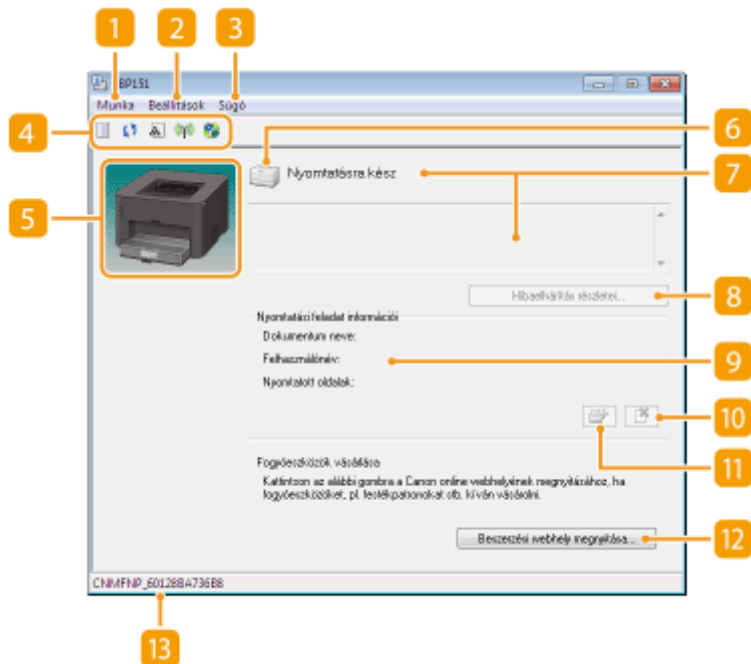 1 2 3
BP151
Munka Beállítások Súgó
4
6
Nyomtatásra kész
7
5
Hibaelhárítás részletei...
8
Nyomtatási feladat információi
Dokumentum neve:
Felhasználónév:
9
Nyomtatott oldalak:
10
11
Fogyóeszközök vásárlása
Kattintson az alábbi gombra a Canon online webhelyének megnyitásához, ha
fogyóeszközöket, pl. festékpatronokat stb. kíván vásárolni.
Beszerzési webhely megnyitása...
12
CNMFNP_60128BA736B8
13